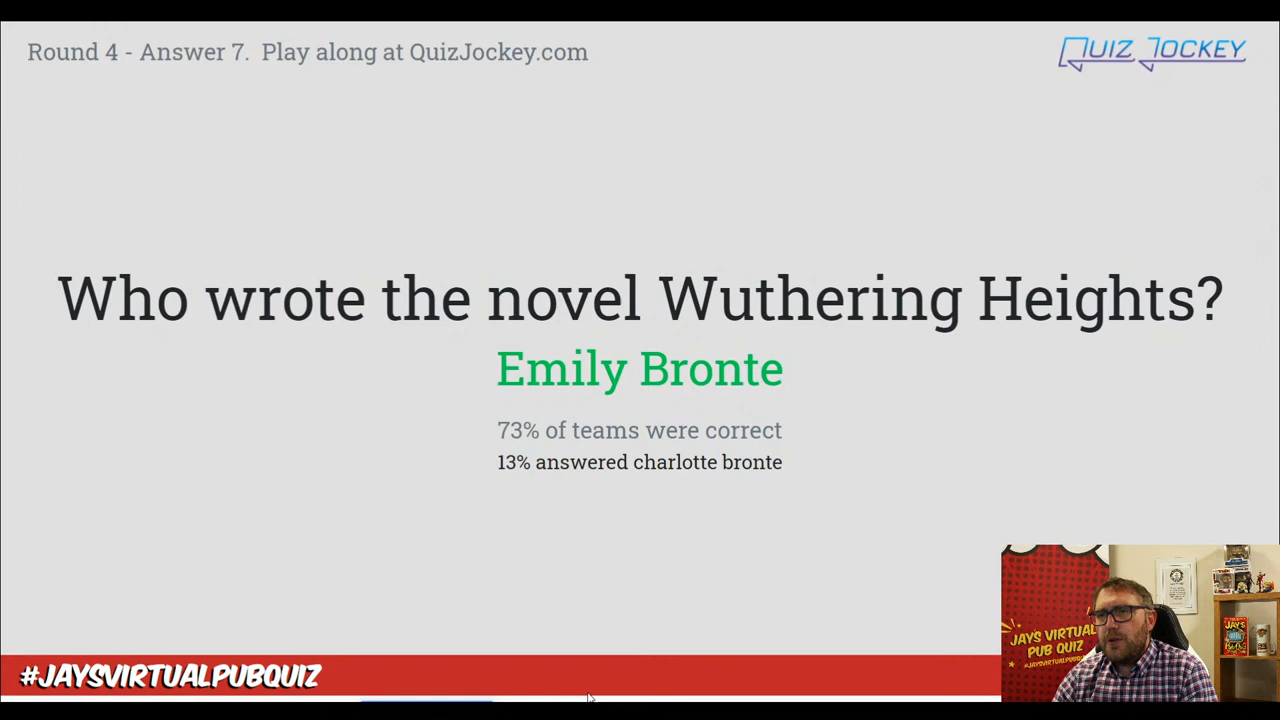 Round 4 - Answer 7.  Play along at QuizJockey.com
QUIZ JOCKEY
Who wrote the novel Wuthering Heights?
Emily Bronte
73% of teams were correct
13% answered charlotte bronte
JAYS VIRTUAL
PUB QUIZ
JAY'S
#JAYSVIRTUALPUBQUIZ